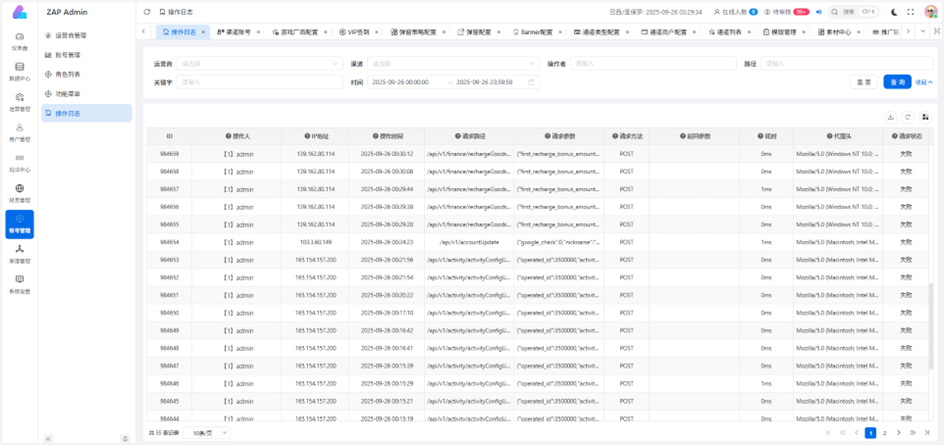 ZAP Admin
操作日志
巴西/圣保罗: 2025-09-26 03:29:34
在线人数 0
待审核 99+
搜索 Ctrl K
操作日志 渠道账号 游戏厂商配置 VIP签到 弹窗策略配置 弹窗配置 Banner配置 渠道类型配置 渠道商户配置 渠道列表 模版管理 素材中心
仪表盘
数据中心
运营管理
用户管理
玩法中心
财务管理
账号管理
渠道管理
系统设置
运营商管理
账号管理
角色列表
功能菜单
操作日志
运营商 请选择 渠道 请选择 操作者 请输入 路径 请输入
关键字 请输入 时间 2025-09-26 00:00:00 - 2025-09-26 23:59:59 重置 查询 收起
ID 操作人 IP地址 操作时间 请求路径 请求参数 请求方法 返回参数 耗时 代理头 请求状态
984659 【1】admin 139.162.80.114 2025-09-26 00:30:12 /api/v1/finance/rechargeGoods... {"first_recharge_bonus_amount... POST 0ms Mozilla/5.0 (Windows NT 10.0; ... 失败
984658 【1】admin 139.162.80.114 2025-09-26 00:30:08 /api/v1/finance/rechargeGoods... {"first_recharge_bonus_amount... POST 0ms Mozilla/5.0 (Windows NT 10.0; ... 失败
984657 【1】admin 139.162.80.114 2025-09-26 00:29:44 /api/v1/finance/rechargeGoods... {"first_recharge_bonus_amount... POST 1ms Mozilla/5.0 (Windows NT 10.0; ... 失败
984656 【1】admin 139.162.80.114 2025-09-26 00:29:38 /api/v1/finance/rechargeGoods... {"first_recharge_bonus_amount... POST 0ms Mozilla/5.0 (Windows NT 10.0; ... 失败
984655 【1】admin 139.162.80.114 2025-09-26 00:29:20 /api/v1/finance/rechargeGoods... {"first_recharge_bonus_amount... POST 0ms Mozilla/5.0 (Windows NT 10.0; ... 失败
984654 【1】admin 103.3.60.149 2025-09-26 00:24:23 /api/v1/accountUpdate {"google_check":0,"nickname":"... POST 1ms Mozilla/5.0 (Macintosh; Intel M... 失败
984653 【1】admin 165.154.157.200 2025-09-26 00:21:56 /api/v1/activity/activityConfigU... {"operated_id":3500000,"activit... POST 0ms Mozilla/5.0 (Macintosh; Intel M... 失败
984652 【1】admin 165.154.157.200 2025-09-26 00:21:54 /api/v1/activity/activityConfigU... {"operated_id":3500000,"activit... POST 0ms Mozilla/5.0 (Macintosh; Intel M... 失败
984651 【1】admin 165.154.157.200 2025-09-26 00:20:22 /api/v1/activity/activityConfigU... {"operated_id":3500000,"activit... POST 0ms Mozilla/5.0 (Macintosh; Intel M... 失败
984650 【1】admin 165.154.157.200 2025-09-26 00:17:10 /api/v1/activity/activityConfigU... {"operated_id":3500000,"activit... POST 0ms Mozilla/5.0 (Macintosh; Intel M... 失败
984649 【1】admin 165.154.157.200 2025-09-26 00:16:42 /api/v1/activity/activityConfigU... {"operated_id":3500000,"activit... POST 0ms Mozilla/5.0 (Macintosh; Intel M... 失败
984648 【1】admin 165.154.157.200 2025-09-26 00:16:41 /api/v1/activity/activityConfigU... {"operated_id":3500000,"activit... POST 0ms Mozilla/5.0 (Macintosh; Intel M... 失败
984647 【1】admin 165.154.157.200 2025-09-26 00:15:39 /api/v1/activity/activityConfigU... {"operated_id":3500000,"activit... POST 0ms Mozilla/5.0 (Macintosh; Intel M... 失败
984646 【1】admin 165.154.157.200 2025-09-26 00:15:29 /api/v1/activity/activityConfigU... {"operated_id":3500000,"activit... POST 1ms Mozilla/5.0 (Macintosh; Intel M... 失败
984645 【1】admin 165.154.157.200 2025-09-26 00:15:21 /api/v1/activity/activityConfigU... {"operated_id":3500000,"activit... POST 0ms Mozilla/5.0 (Macintosh; Intel M... 失败
984644 【1】admin 165.154.157.200 2025-09-26 00:15:19 /api/v1/activity/activityConfigU... {"operated_id":3500000,"activit... POST 0ms Mozilla/5.0 (Macintosh; Intel M... 失败
共 55 条记录 50条/页 1 2